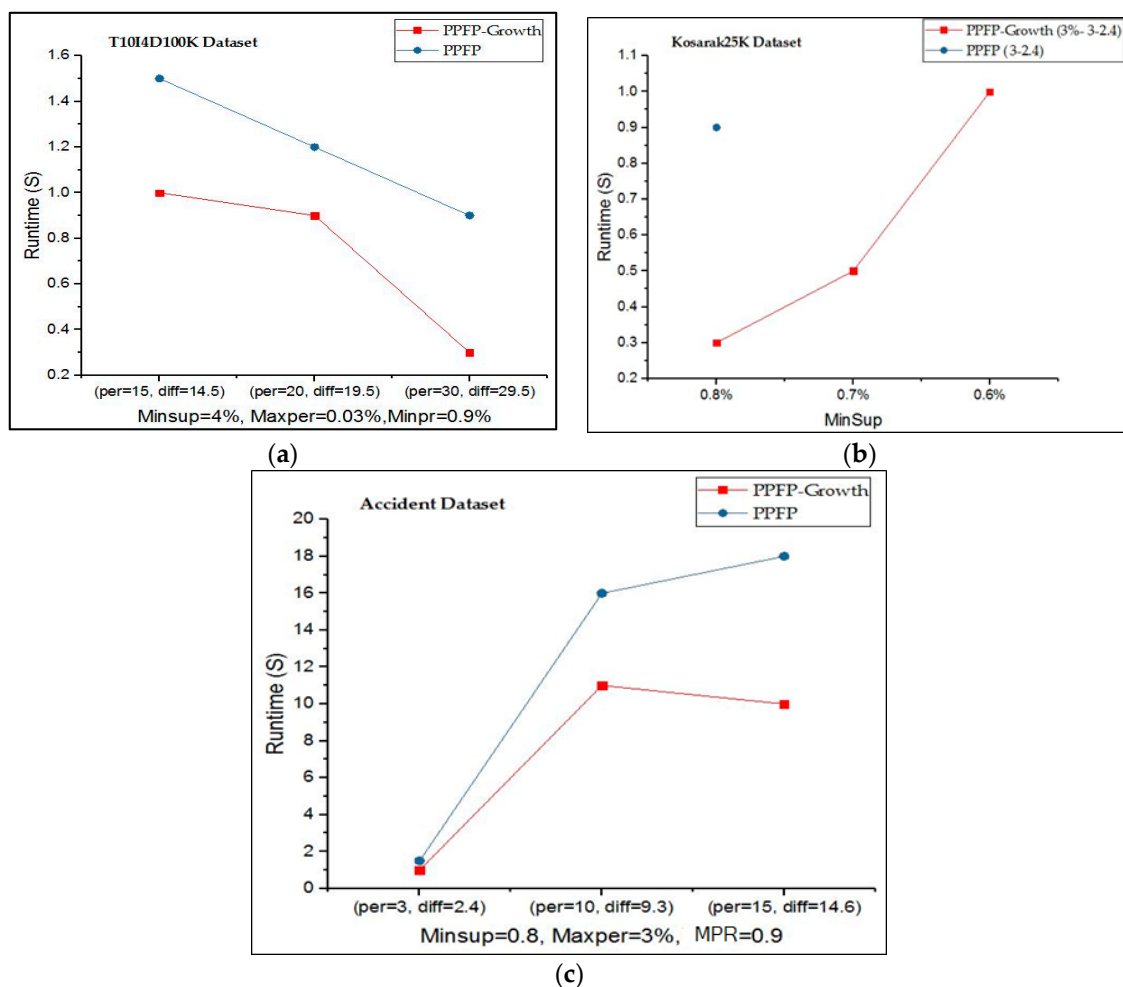 T10I4D100K Dataset
PPFP-Growth
PPFP
1.6
1.4
1.2
1.0
0.8
0.6
0.4
0.2
Runtime (S)
(per=15, diff=14.5) (per=20, diff=19.5) (per=30, diff=29.5)
Minsup=4%, Maxper=0.03%,Minpr=0.9%
(a)
Kosarak25K Dataset
PPFP-Growth (3%- 3-2.4)
PPFP (3-2.4)
1.1
1.0
0.9
0.8
0.7
0.6
0.5
0.4
0.3
0.2
Runtime (S)
0.8% 0.7% 0.6%
MinSup
(b)
Accident Dataset
PPFP-Growth
PPFP
20
18
16
14
12
10
8
6
4
2
0
Runtime (S)
(per=3, diff=2.4) (per=10, diff=9.3) (per=15, diff=14.6)
Minsup=0.8, Maxper=3%, MPR=0.9
(c)